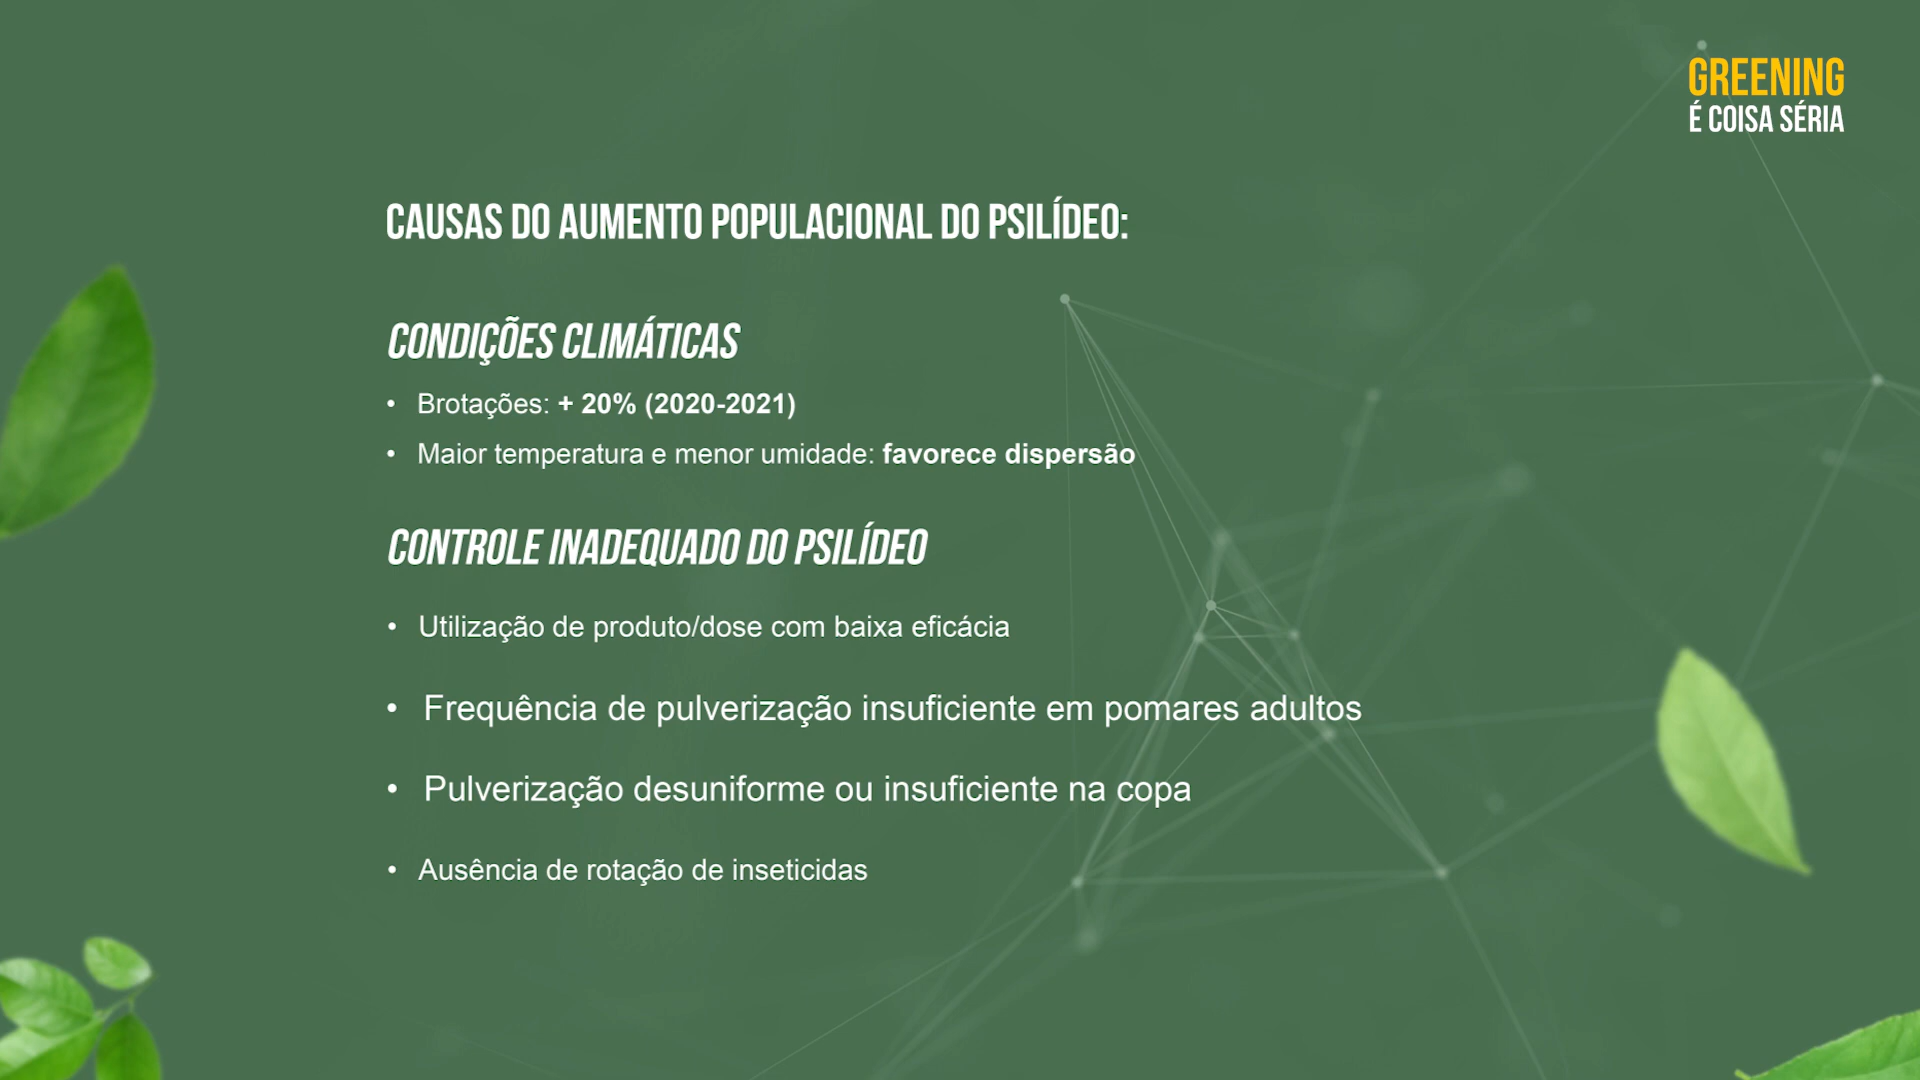 GREENING
É COISA SÉRIA
CAUSAS DO AUMENTO POPULACIONAL DO PSILÍDEO:
CONDIÇÕES CLIMÁTICAS
• Brotações: + 20% (2020-2021)
• Maior temperatura e menor umidade: favorece dispersão
CONTROLE INADEQUADO DO PSILÍDEO
• Utilização de produto/dose com baixa eficácia
• Frequência de pulverização insuficiente em pomares adultos
• Pulverização desuniforme ou insuficiente na copa
• Ausência de rotação de inseticidas